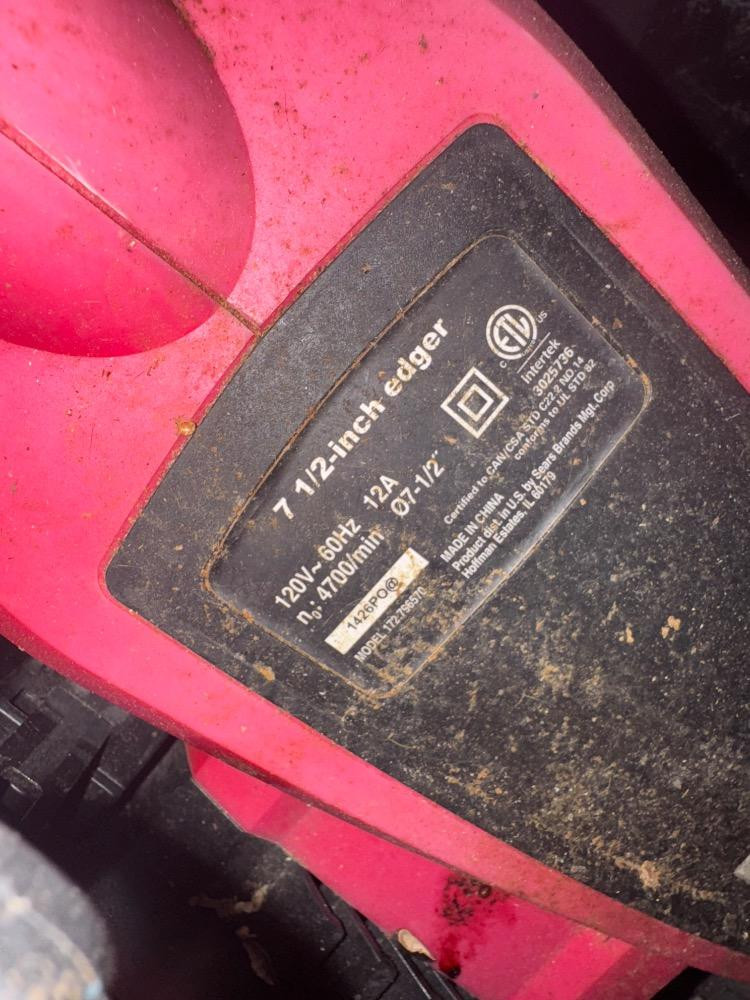 7 1/2-inch edger
120V~ 60Hz 12A
n₀: 4700/min Ø7-1/2"
1426PO@
MODEL
ETL
C US
Intertek
3025736
Certified to CAN/CSA STD C22.2 NO.14
conforms to UL STD 82
MADE IN CHINA
Product dist. in U.S. by Sears Brands Mgt. Corp
Hoffman Estates, IL 60179